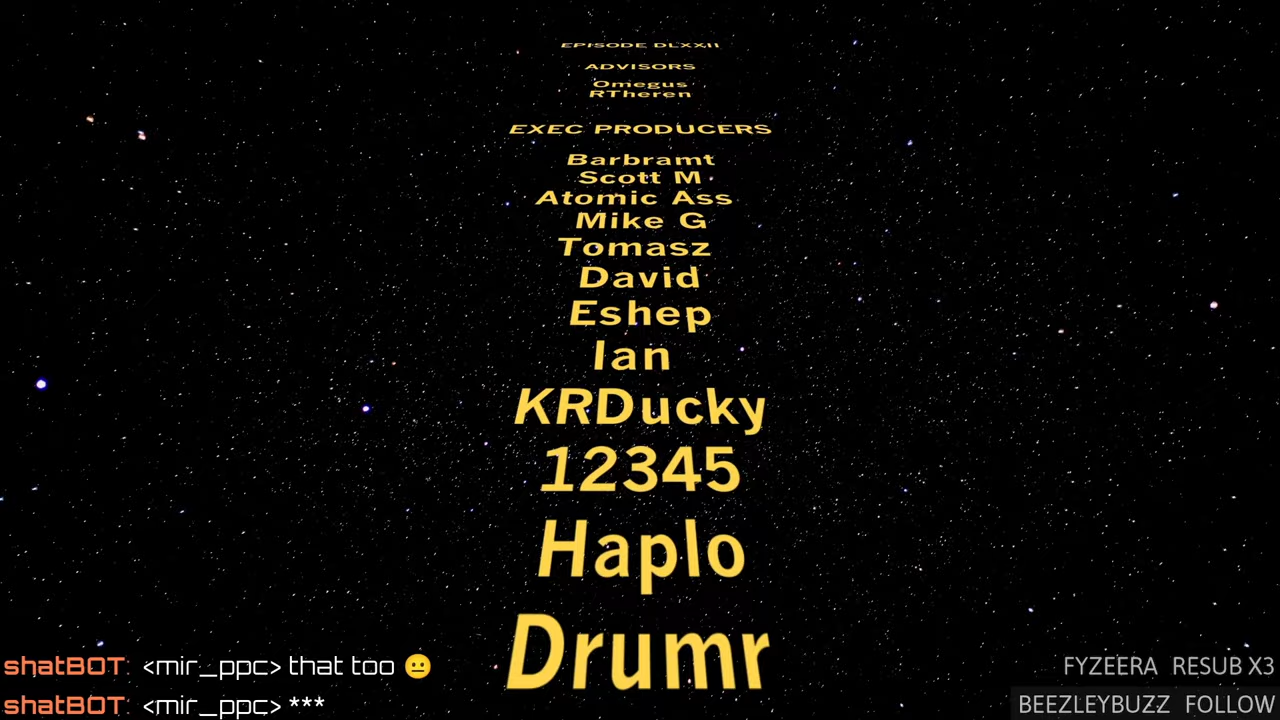 EPISODE DLXXII
ADVISORS
Omegus
RTheren
EXEC PRODUCERS
Barbramt
Scott M
Atomic Ass
Mike G
Tomasz
David
Eshep
Ian
KRDucky
12345
Haplo
Drumr
shatBOT: <mir_ppc> that too 😐
shatBOT: <mir_ppc> ***
FYZEERA RESUB X3
BEEZLEYBUZZ FOLLOW